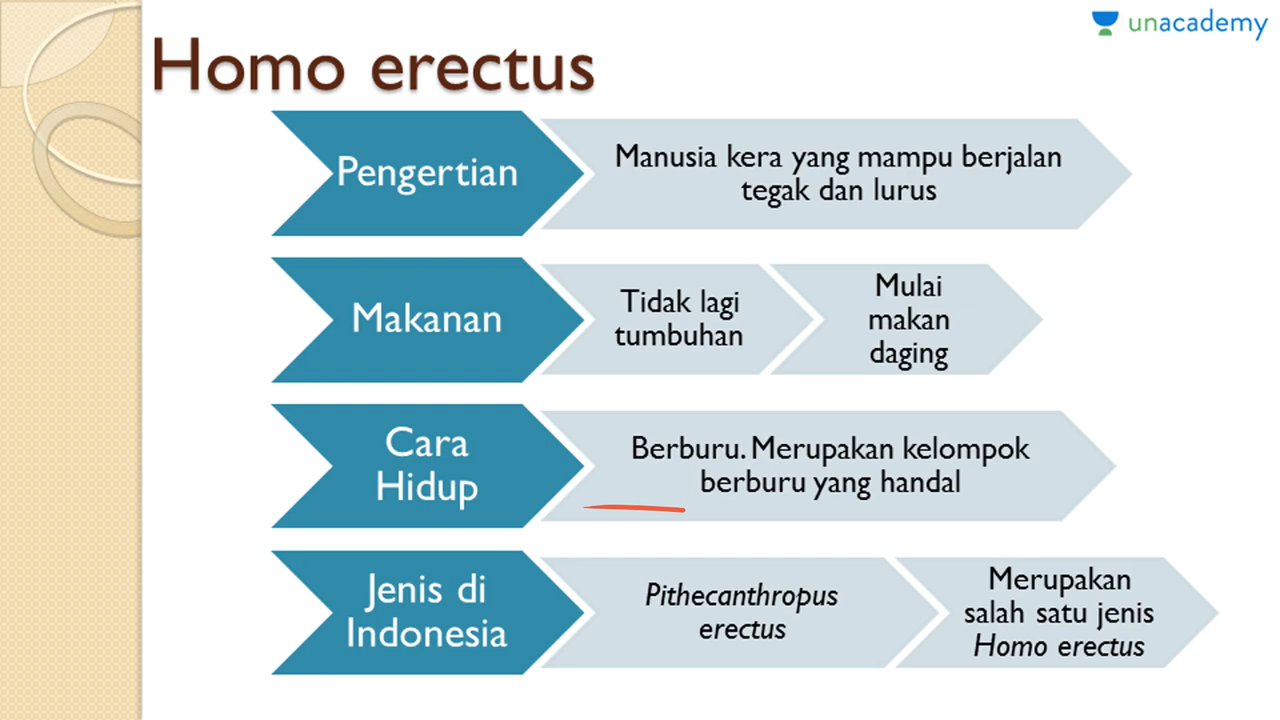 unacademy
Homo erectus
Pengertian
Manusia kera yang mampu berjalan
tegak dan lurus
Makanan
Tidak lagi
tumbuhan
Mulai
makan
daging
Cara
Hidup
Berburu. Merupakan kelompok
berburu yang handal
Jenis di
Indonesia
Pithecanthropus
erectus
Merupakan
salah satu jenis
Homo erectus